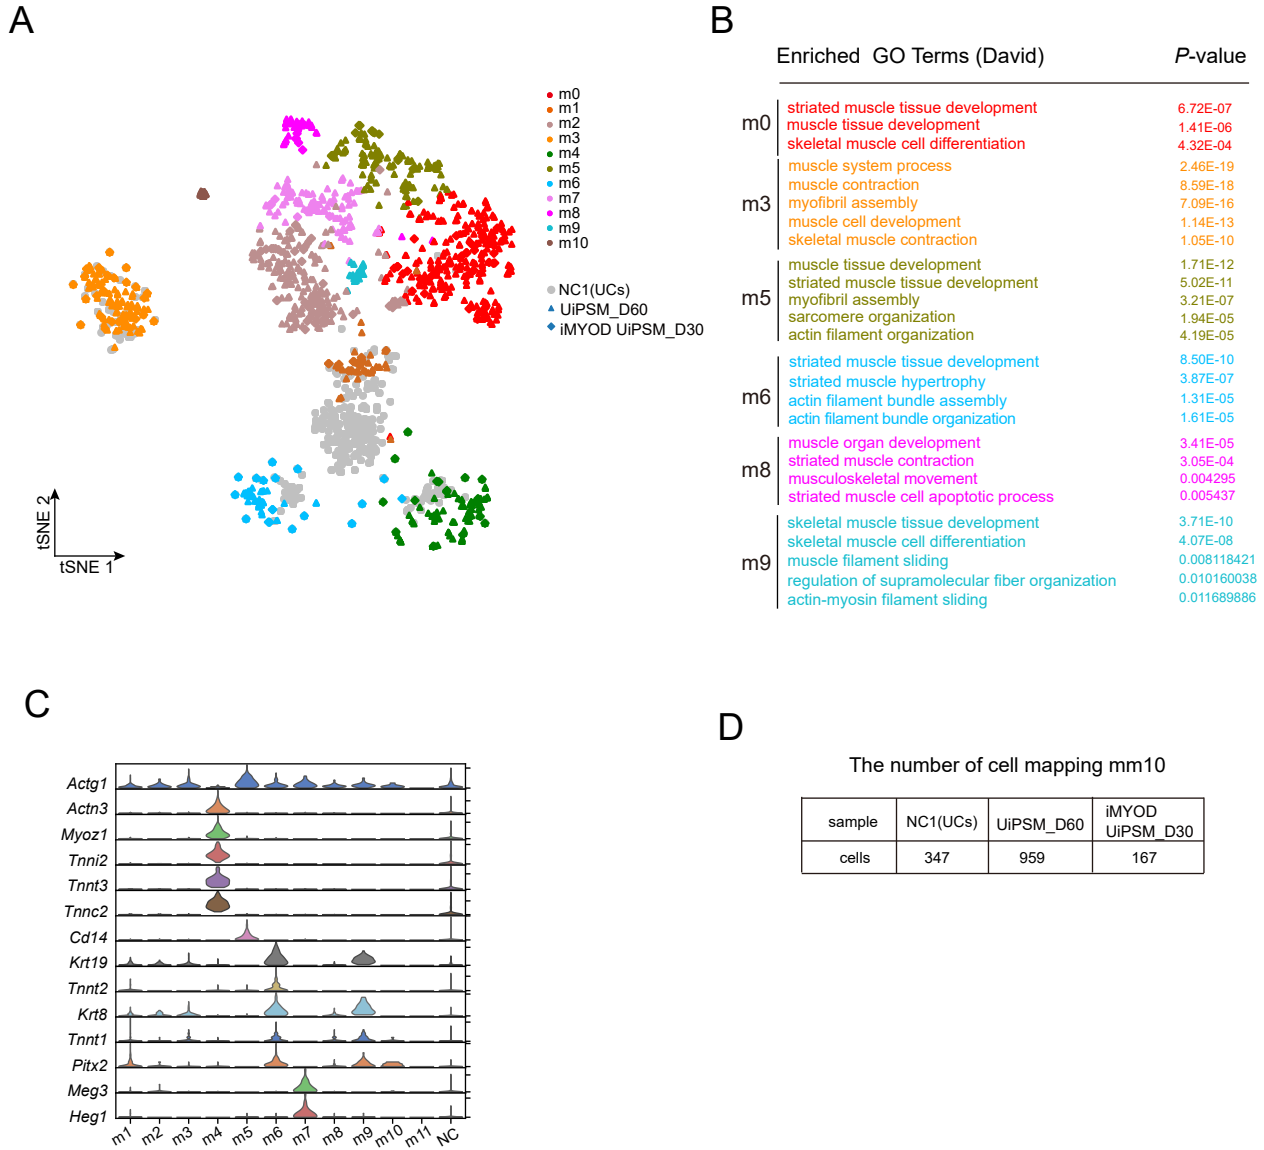 A
m0
m1
m2
m3
m4
m5
m6
m7
m8
m9
m10
NC1(UCs)
UiPSM_D60
iMYOD UiPSM_D30
tSNE 2
tSNE 1
B
Enriched GO Terms (David) P-value
m0
striated muscle tissue development 6.72E-07
muscle tissue development 1.41E-06
skeletal muscle cell differentiation 4.32E-04
m3
muscle system process 2.46E-19
muscle contraction 8.59E-18
myofibril assembly 7.09E-16
muscle cell development 1.14E-13
skeletal muscle contraction 1.05E-10
m5
muscle tissue development 1.71E-12
striated muscle tissue development 5.02E-11
myofibril assembly 3.21E-07
sarcomere organization 1.94E-05
actin filament organization 4.19E-05
m6
striated muscle tissue development 8.50E-10
striated muscle hypertrophy 3.87E-07
actin filament bundle assembly 1.31E-05
actin filament bundle organization 1.61E-05
m8
muscle organ development 3.41E-05
striated muscle contraction 3.05E-04
musculoskeletal movement 0.004295
striated muscle cell apoptotic process 0.005437
m9
skeletal muscle tissue development 3.71E-10
skeletal muscle cell differentiation 4.07E-08
muscle filament sliding 0.008118421
regulation of supramolecular fiber organization 0.010160038
actin-myosin filament sliding 0.011689886
C
Actg1
Actn3
Myoz1
Tnni2
Tnnt3
Tnnc2
Cd14
Krt19
Tnnt2
Krt8
Tnnt1
Pitx2
Meg3
Heg1
m1 m2 m3 m4 m5 m6 m7 m8 m9 m10 m11 NC
D
The number of cell mapping mm10
sample NC1(UCs) UiPSM_D60 iMYOD
UiPSM_D30
cells 347 959 167